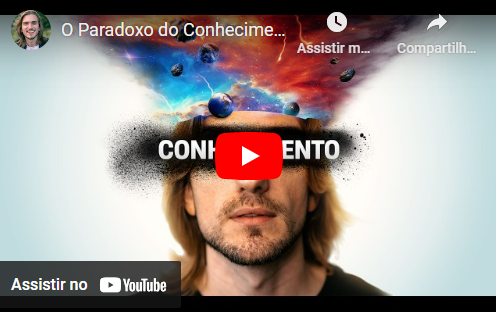 O Paradoxo do Conhecime...
Assistir m...
Compartilh...
CONH ENTO
Assistir no YouTube